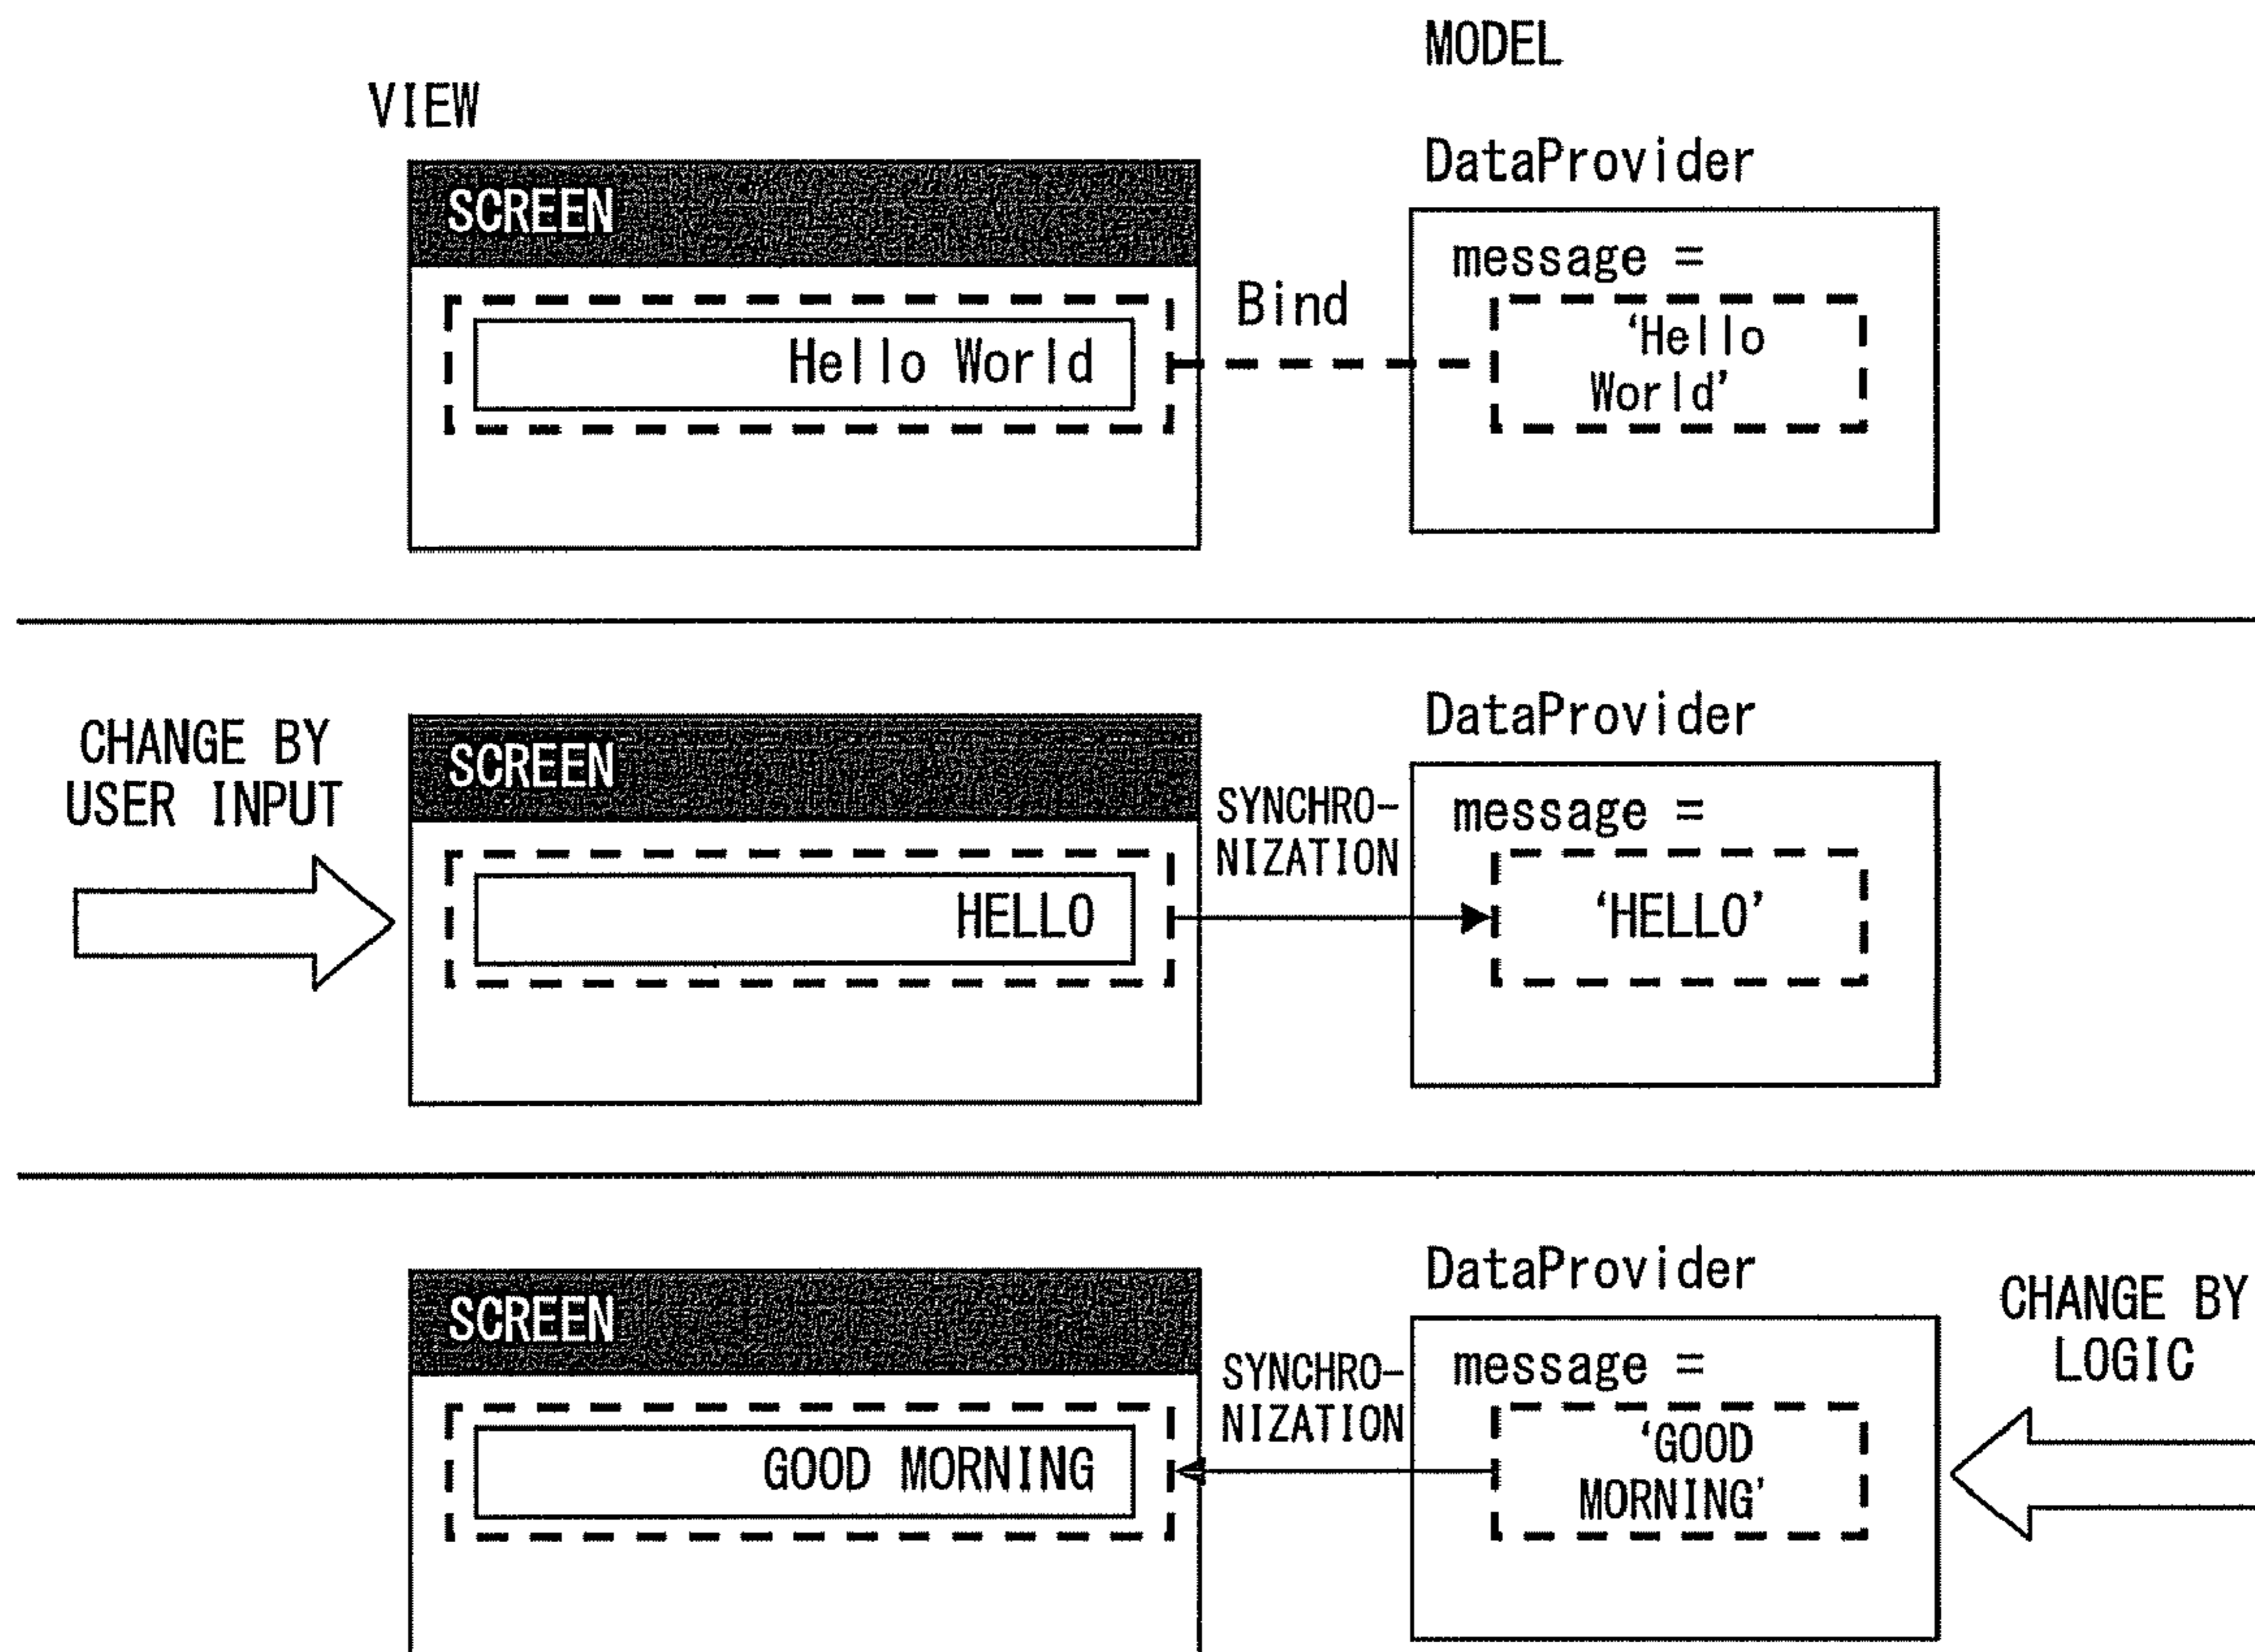 MODEL
VIEW
DataProvider
SCREEN
message =
Hello World
Bind
‘Hello
World’
CHANGE BY
USER INPUT
SCREEN
HELLO
SYNCHRO-
NIZATION
DataProvider
message =
‘HELLO’
SCREEN
GOOD MORNING
SYNCHRO-
NIZATION
DataProvider
message =
‘GOOD
MORNING’
CHANGE BY
LOGIC